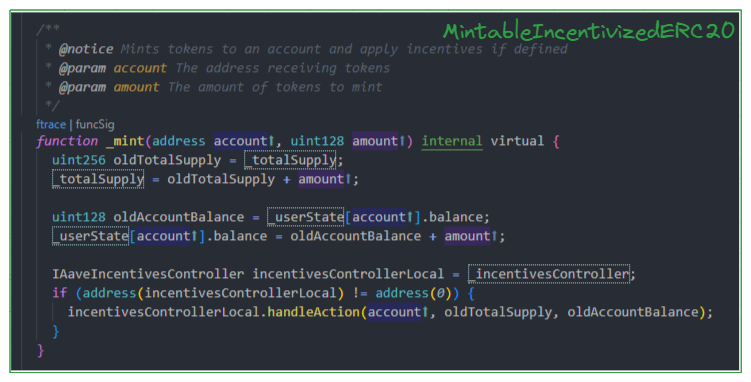 MintableIncentivizedERC20
/**
* @notice Mints tokens to an account and apply incentives if defined
* @param account The address receiving tokens
* @param amount The amount of tokens to mint
*/
ftrace | funcSig
function _mint(address account↑, uint128 amount↑) internal virtual {
uint256 oldTotalSupply = _totalSupply;
_totalSupply = oldTotalSupply + amount↑;
uint128 oldAccountBalance = _userState[account↑].balance;
_userState[account↑].balance = oldAccountBalance + amount↑;
IAaveIncentivesController incentivesControllerLocal = _incentivesController;
if (address(incentivesControllerLocal) != address(0)) {
incentivesControllerLocal.handleAction(account↑, oldTotalSupply, oldAccountBalance);
}
}